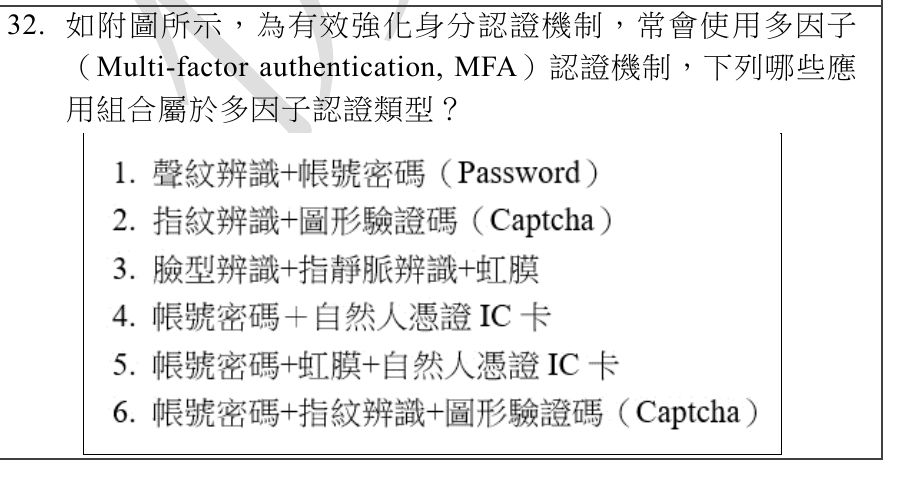 32. 如附圖所示，為有效強化身分認證機制，常會使用多因子
（Multi-factor authentication, MFA）認證機制，下列哪些應
用組合屬於多因子認證類型？
1. 聲紋辨識+帳號密碼（Password）
2. 指紋辨識+圖形驗證碼（Captcha）
3. 臉型辨識+指靜脈辨識+虹膜
4. 帳號密碼＋自然人憑證 IC 卡
5. 帳號密碼+虹膜+自然人憑證 IC 卡
6. 帳號密碼+指紋辨識+圖形驗證碼（Captcha）